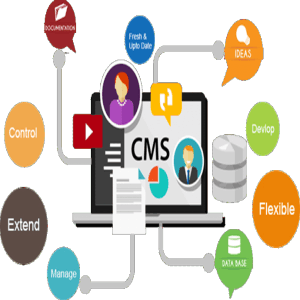 DOCUMENTATION
Fresh &
Upto Date
IDEAS
Control
CMS
Devlop
Extend
Flexible
Manage
DATA BASE